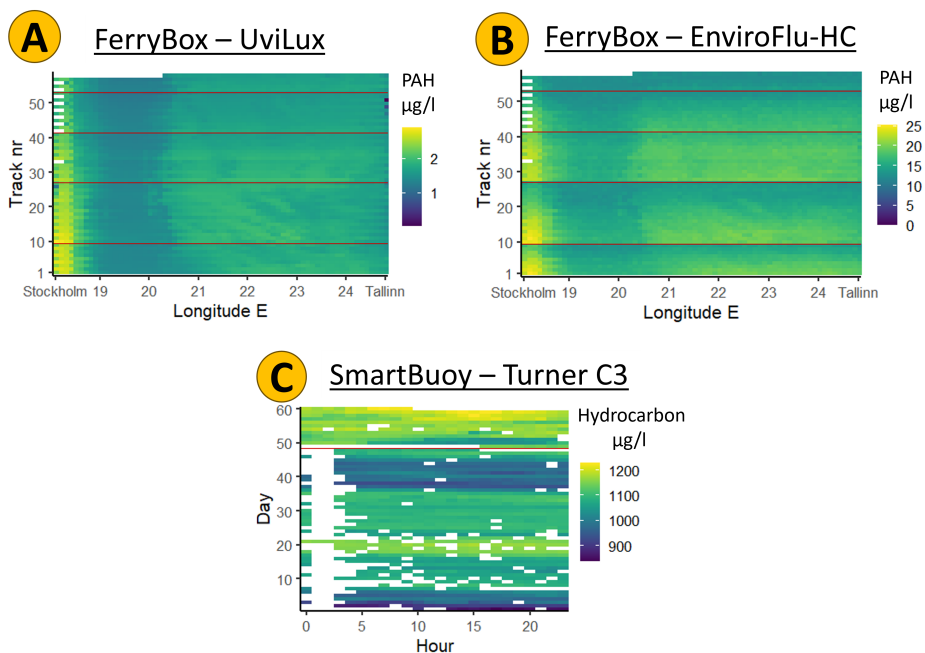 A
FerryBox – UviLux
PAH
µg/l
2
1
Track nr
50
40
30
20
10
1
Stockholm 19 20 21 22 23 24 Tallinn
Longitude E
B
FerryBox – EnviroFlu-HC
PAH
µg/l
25
20
15
10
5
0
Track nr
50
40
30
20
10
1
Stockholm 19 20 21 22 23 24 Tallinn
Longitude E
C
SmartBuoy – Turner C3
Hydrocarbon
µg/l
1200
1100
1000
900
Day
60
50
40
30
20
10
0 5 10 15 20
Hour